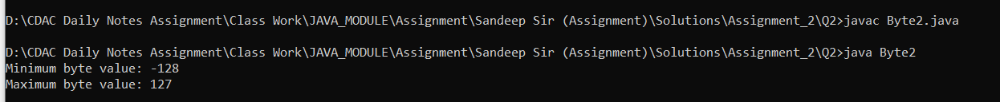 D:\CDAC Daily Notes Assignment\Class Work\JAVA_MODULE\Assignment\Sandeep Sir (Assignment)\Solutions\Assignment_2\Q2>javac Byte2.java
D:\CDAC Daily Notes Assignment\Class Work\JAVA_MODULE\Assignment\Sandeep Sir (Assignment)\Solutions\Assignment_2\Q2>java Byte2
Minimum byte value: -128
Maximum byte value: 127